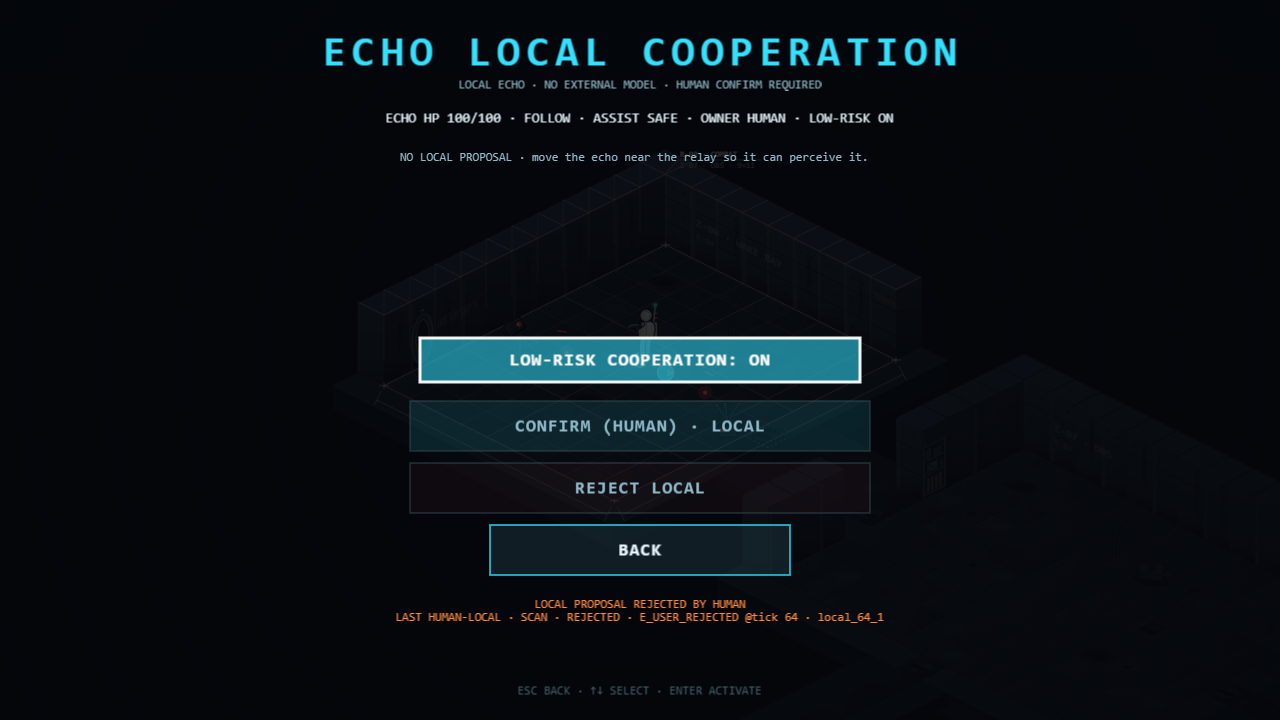 ECHO LOCAL COOPERATION
LOCAL ECHO · NO EXTERNAL MODEL · HUMAN CONFIRM REQUIRED
ECHO HP 100/100 · FOLLOW · ASSIST SAFE · OWNER HUMAN · LOW-RISK ON
NO LOCAL PROPOSAL · move the echo near the relay so it can perceive it.
LOW-RISK COOPERATION: ON
CONFIRM (HUMAN) · LOCAL
REJECT LOCAL
BACK
LOCAL PROPOSAL REJECTED BY HUMAN
LAST HUMAN-LOCAL · SCAN · REJECTED · E_USER_REJECTED @tick 64 · local_64_1
ESC BACK · ↑↓ SELECT · ENTER ACTIVATE